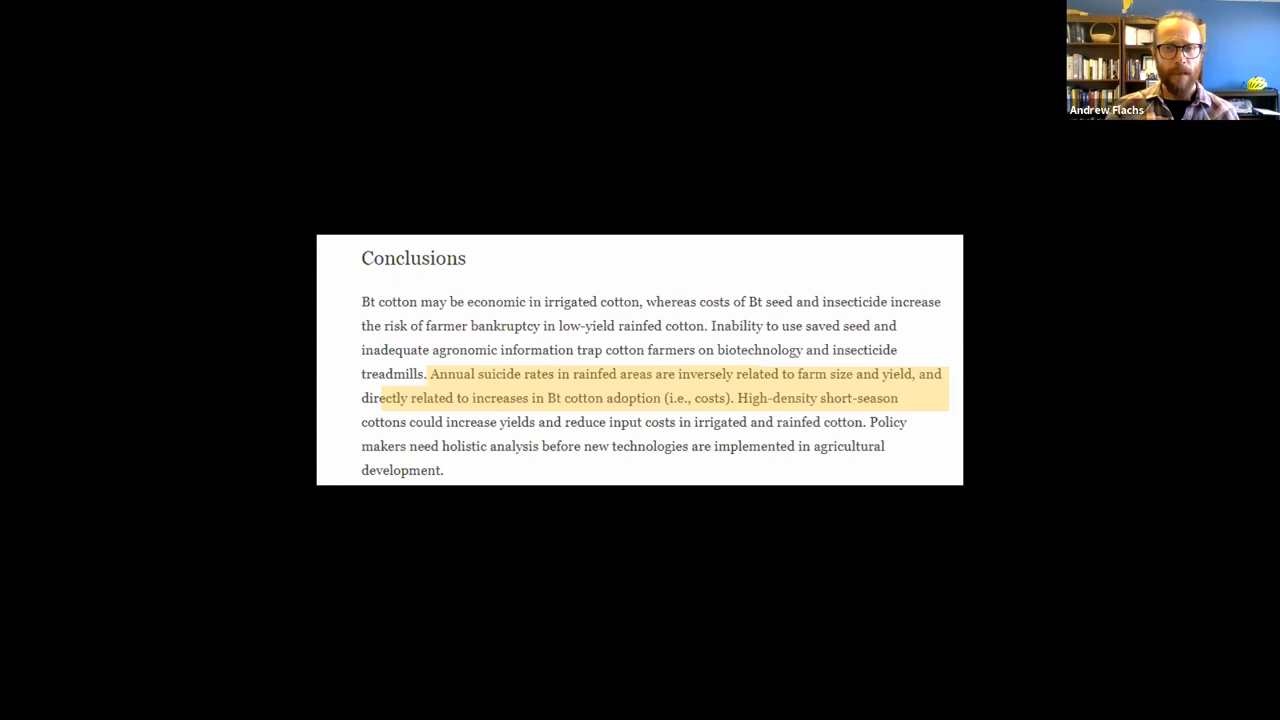 Andrew Flachs
Conclusions
Bt cotton may be economic in irrigated cotton, whereas costs of Bt seed and insecticide increase
the risk of farmer bankruptcy in low-yield rainfed cotton. Inability to use saved seed and
inadequate agronomic information trap cotton farmers on biotechnology and insecticide
treadmills. Annual suicide rates in rainfed areas are inversely related to farm size and yield, and
directly related to increases in Bt cotton adoption (i.e., costs). High-density short-season
cottons could increase yields and reduce input costs in irrigated and rainfed cotton. Policy
makers need holistic analysis before new technologies are implemented in agricultural
development.